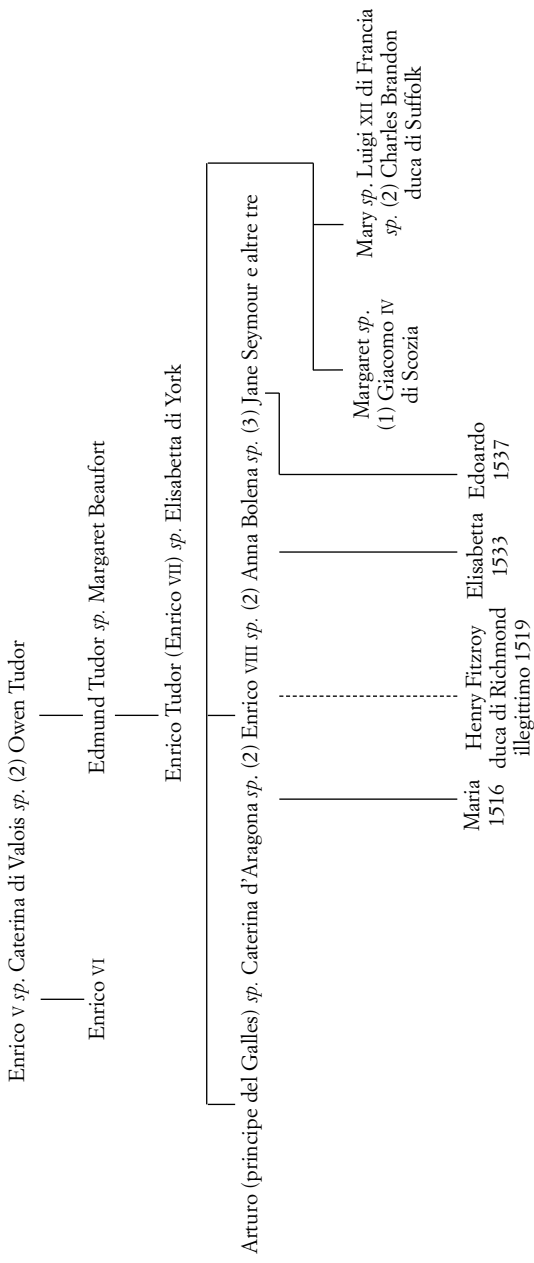 Enrico V sp. Caterina di Valois sp. (2) Owen Tudor
Enrico VI
Edmund Tudor sp. Margaret Beaufort
Enrico Tudor (Enrico VII) sp. Elisabetta di York
Arturo (principe del Galles) sp. Caterina d’Aragona sp. (2) Enrico VIII sp. (2) Anna Bolena sp. (3) Jane Seymour e altre tre
Margaret sp.
(1) Giacomo IV
di Scozia
Mary sp. Luigi XII di Francia
sp. (2) Charles Brandon
duca di Suffolk
Maria
1516
Henry Fitzroy
duca di Richmond
illegittimo 1519
Elisabetta
1533
Edoardo
1537